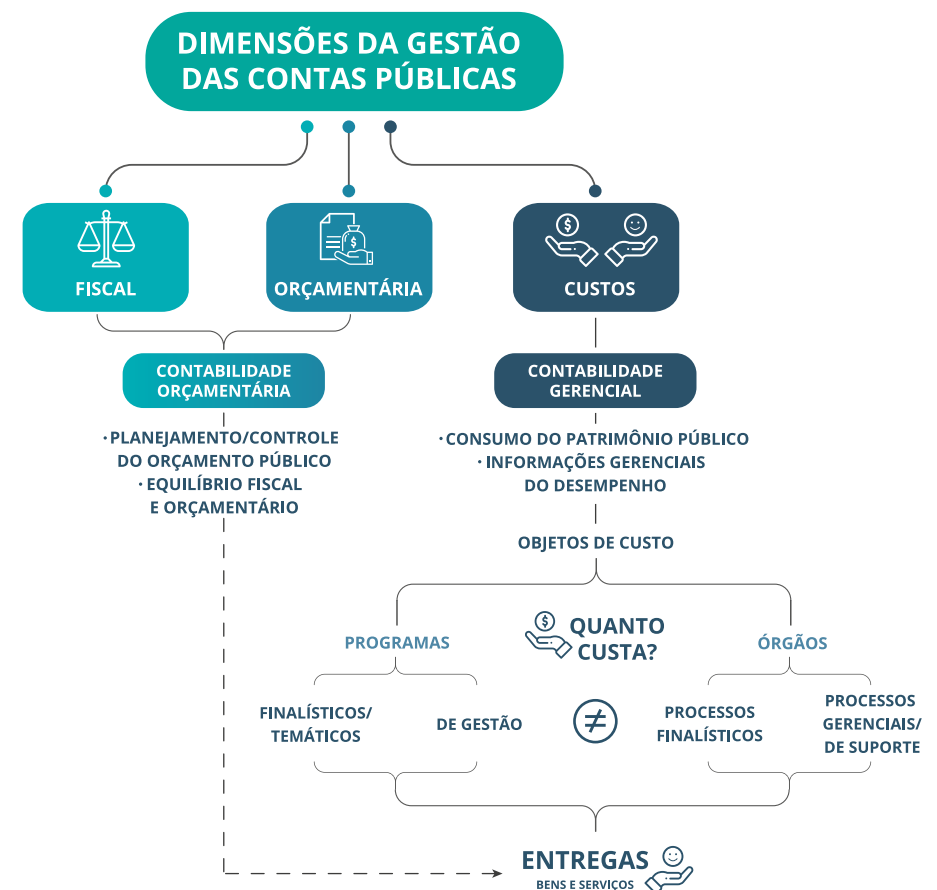 DIMENSÕES DA GESTÃO
DAS CONTAS PÚBLICAS
FISCAL
ORÇAMENTÁRIA
$
$
CUSTOS
CONTABILIDADE
ORÇAMENTÁRIA
·PLANEJAMENTO/CONTROLE
DO ORÇAMENTO PÚBLICO
·EQUILÍBRIO FISCAL
E ORÇAMENTÁRIO
CONTABILIDADE
GERENCIAL
·CONSUMO DO PATRIMÔNIO PÚBLICO
·INFORMAÇÕES GERENCIAIS
DO DESEMPENHO
OBJETOS DE CUSTO
PROGRAMAS
$
QUANTO
CUSTA?
ÓRGÃOS
FINALÍSTICOS/
TEMÁTICOS
DE GESTÃO
≠
PROCESSOS
FINALÍSTICOS
PROCESSOS
GERENCIAIS/
DE SUPORTE
ENTREGAS
BENS E SERVIÇOS